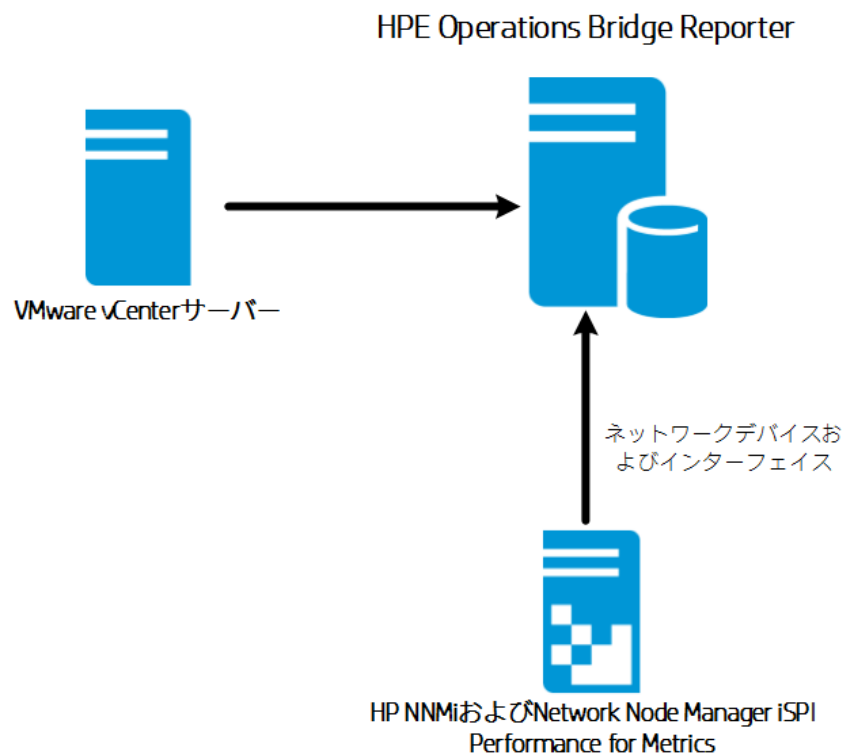 HPE Operations Bridge Reporter
VMware vCenterサーバー
ネットワークデバイスお
よびインターフェイス
HP NNMiおよびNetwork Node Manager iSPI
Performance for Metrics